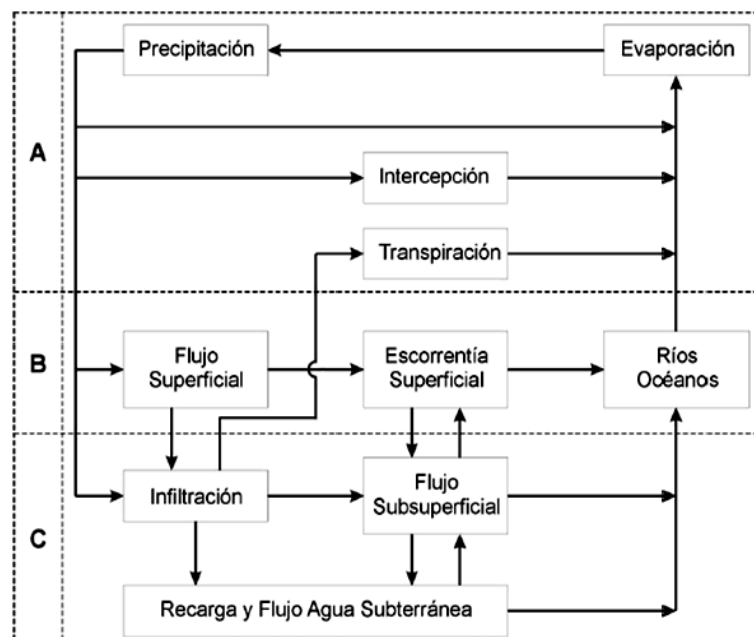 Precipitación
Evaporación
A
Intercepción
Transpiración
B
Flujo
Superficial
Escorrentía
Superficial
Ríos
Océanos
C
Infiltración
Flujo
Subsuperficial
Recarga y Flujo Agua Subterránea